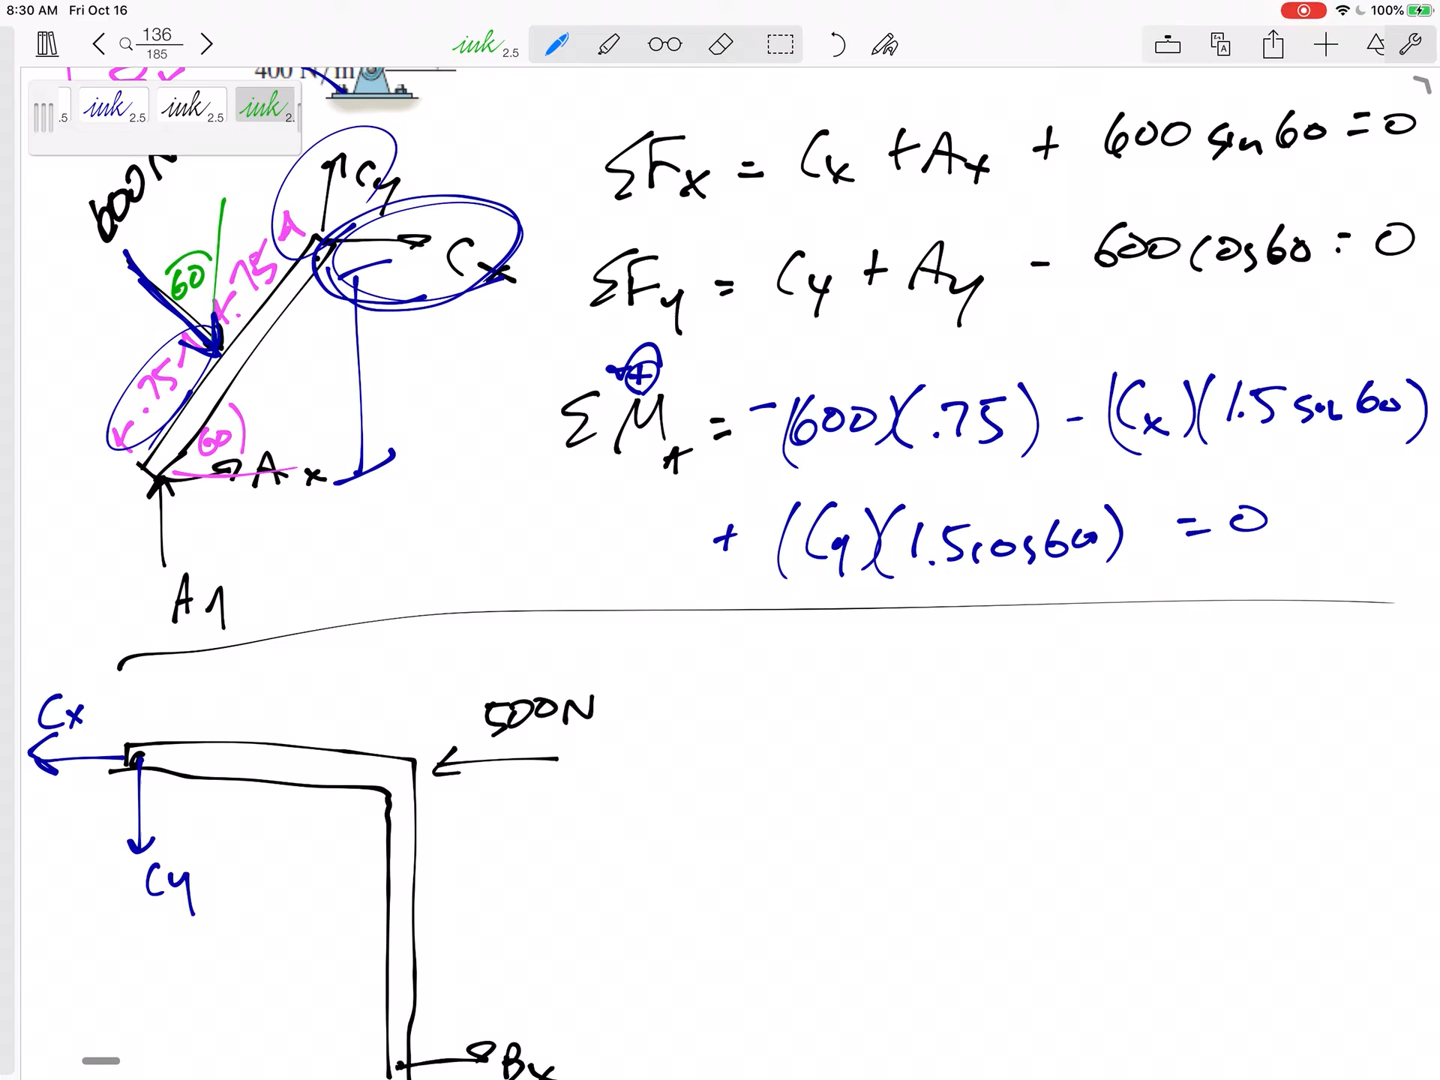 8:30 AM Fri Oct 16
100%
136
185
ink 2.5
.5 ink 2.5 ink 2.5 ink 2.
400 N/m
600N
Cy
60
.75
Cx
.75
60
Ax
Ay
ΣFx = Cx + Ax + 600 sin 60 = 0
ΣFy = Cy + Ay - 600 cos 60 = 0
+
ΣM_A = -(600)(.75) - (Cx)(1.5 sin 60)
+ (Cy)(1.5 cos 60) = 0
Cx
500N
Cy
Bx